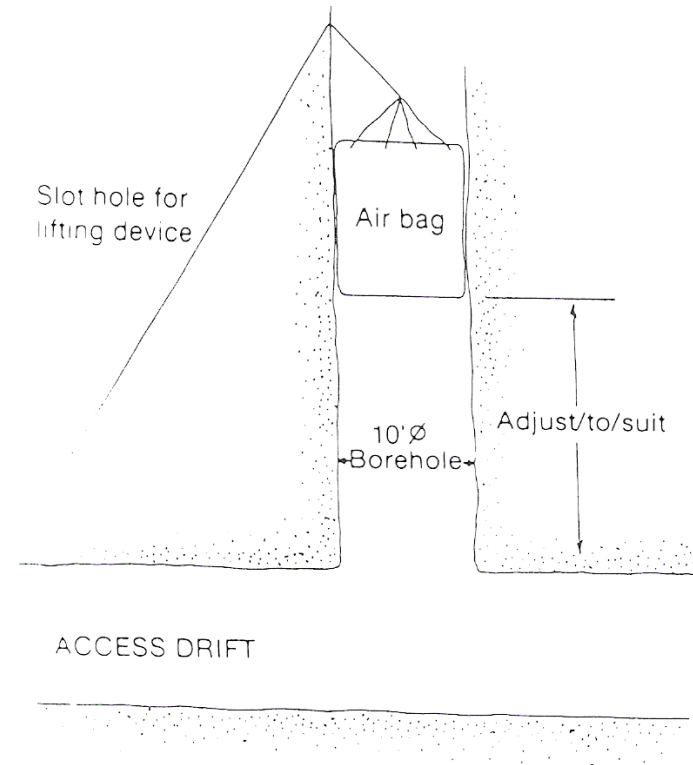 Slot hole for
lifting device
Air bag
Adjust/to/suit
10'Ø
Borehole
ACCESS DRIFT